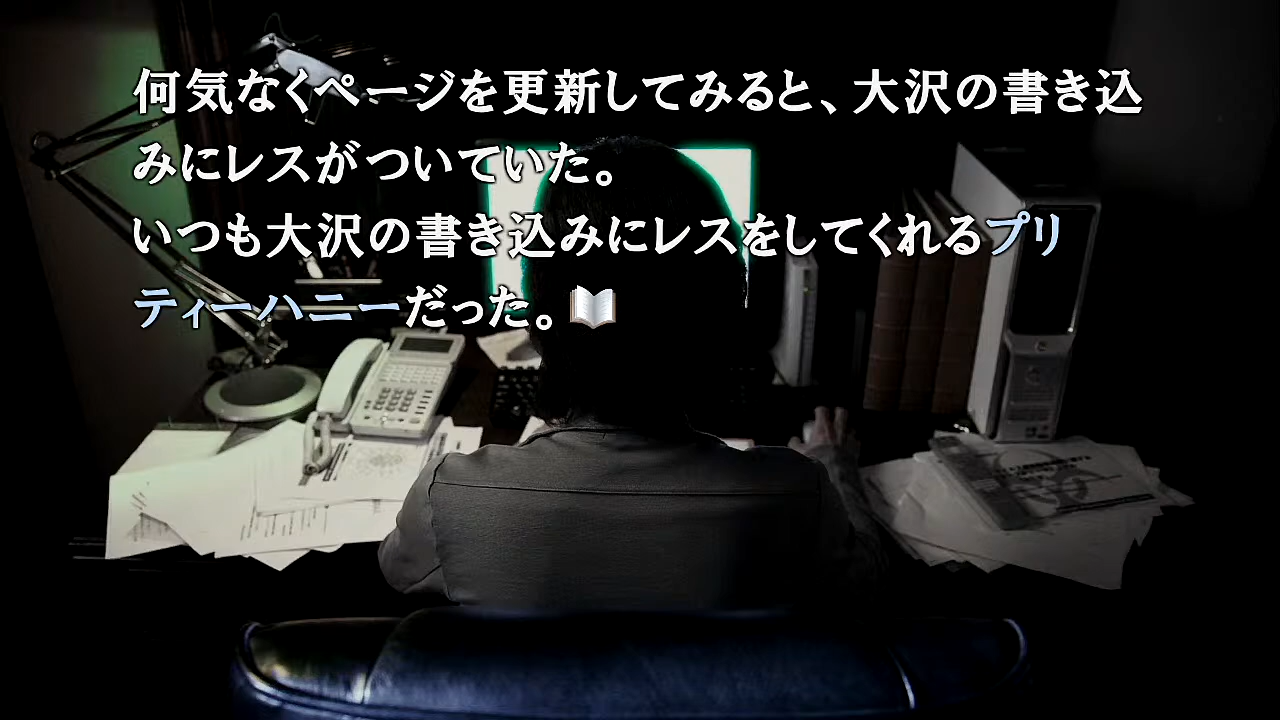 何気なくページを更新してみると、大沢の書き込
みにレスがついていた。
いつも大沢の書き込みにレスをしてくれるプリ
ティーハニーだった。